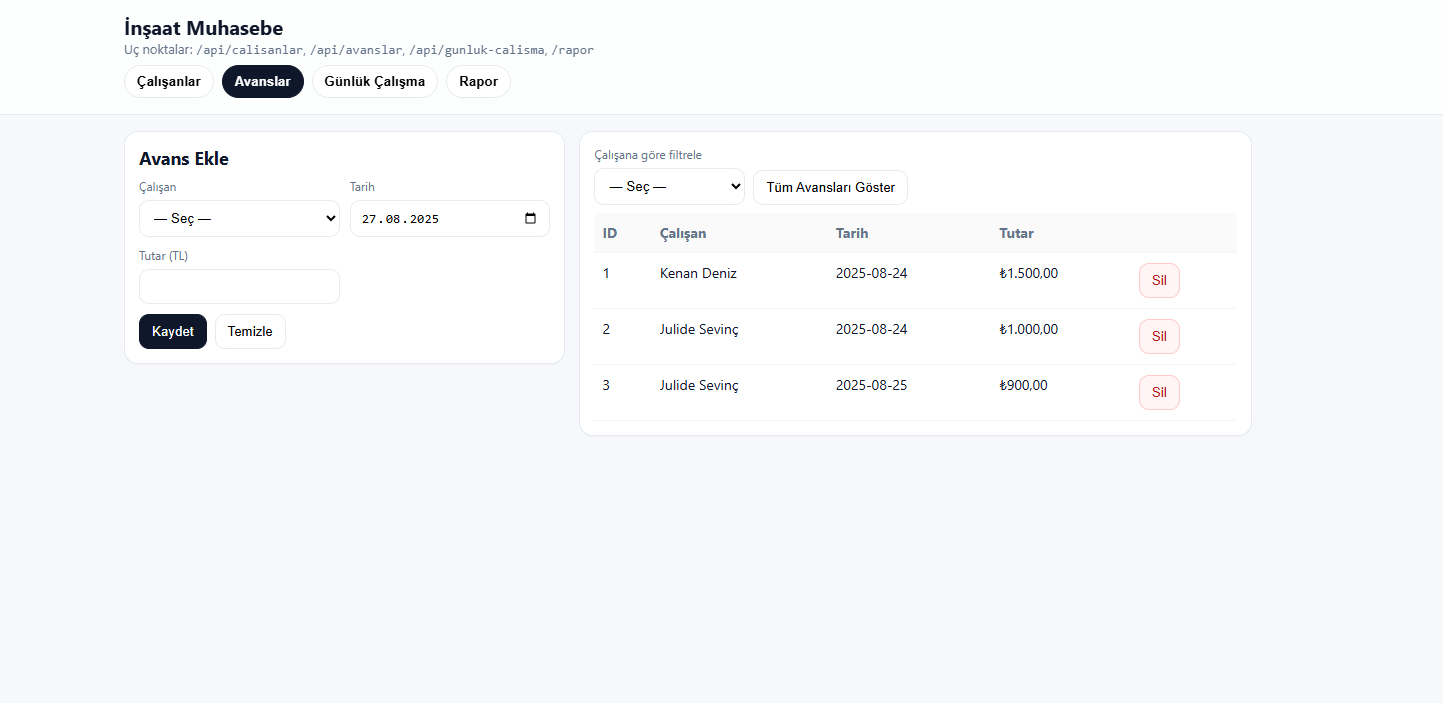 İnşaat Muhasebe
Uç noktalar: /api/calisanlar, /api/avanslar, /api/gunluk-calisma, /rapor
Çalışanlar Avanslar Günlük Çalışma Rapor
Avans Ekle
Çalışan Tarih
— Seç — 27.08.2025
Tutar (TL)
Kaydet Temizle
Çalışana göre filtrele
— Seç — Tüm Avansları Göster
ID Çalışan Tarih Tutar
1 Kenan Deniz 2025-08-24 ₺1.500,00 Sil
2 Julide Sevinç 2025-08-24 ₺1.000,00 Sil
3 Julide Sevinç 2025-08-25 ₺900,00 Sil